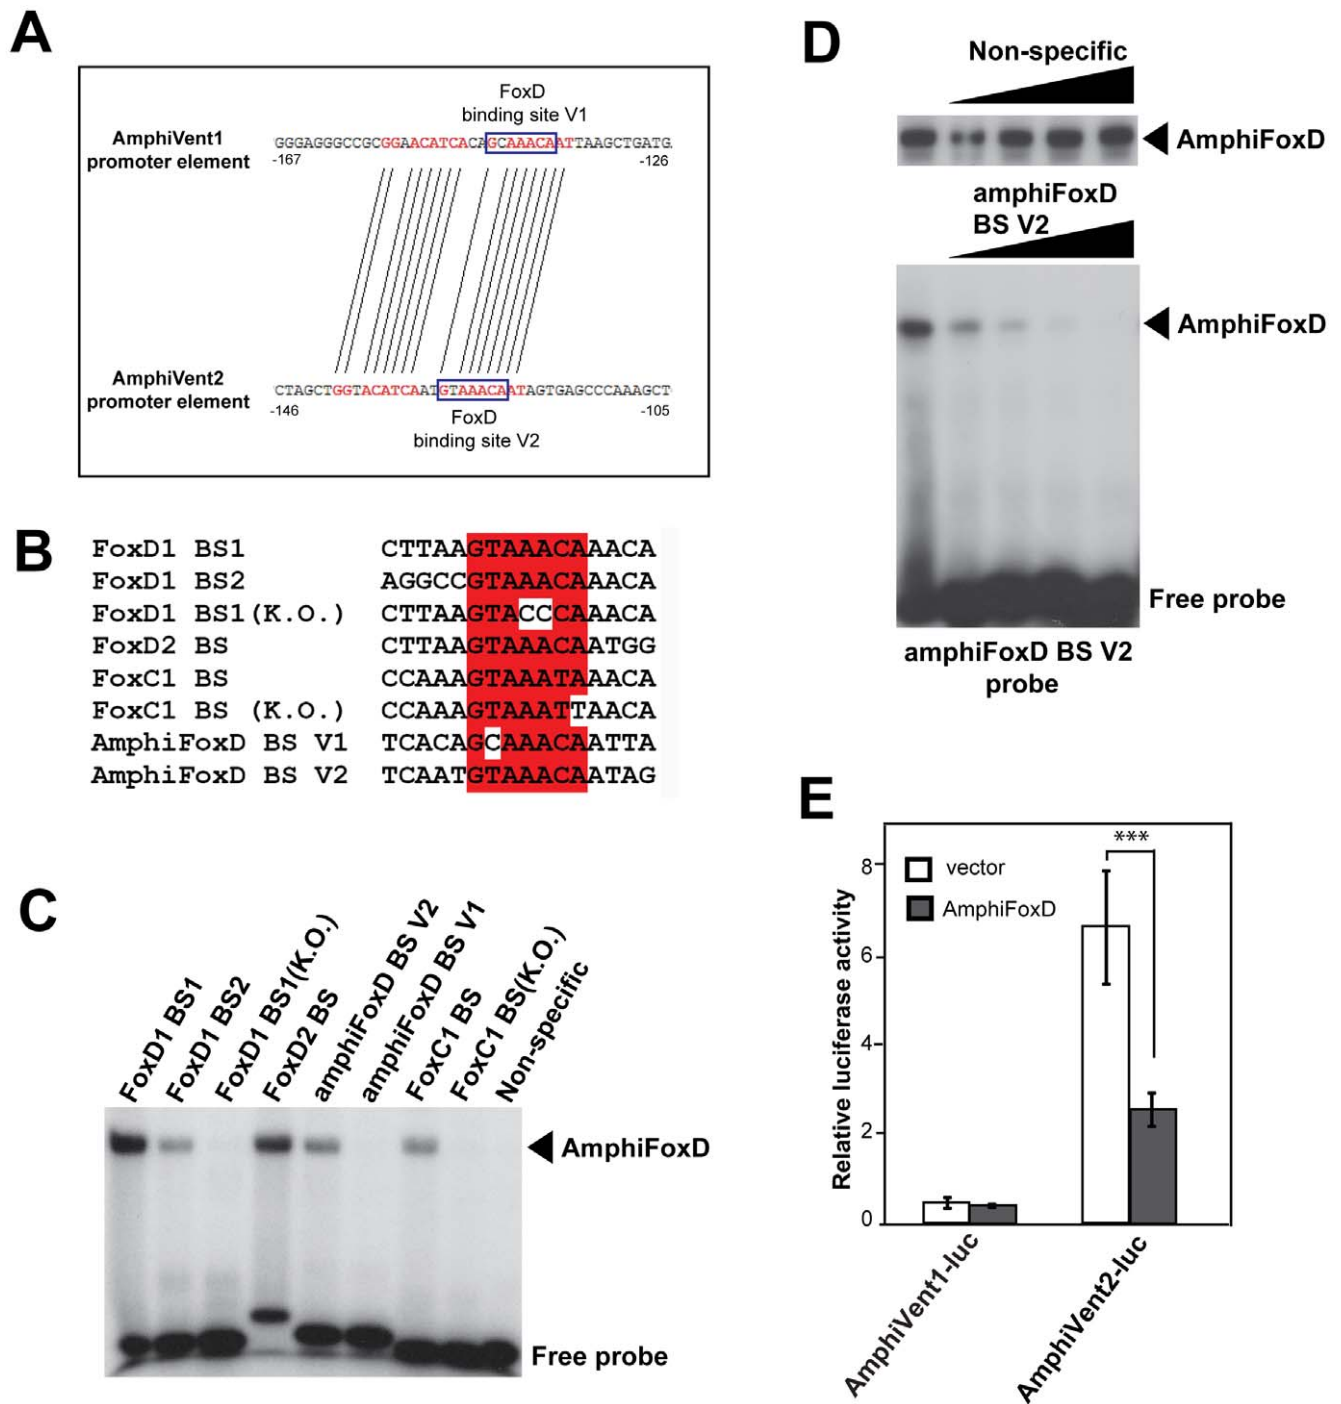 A
FoxD
binding site V1
AmphiVent1
promoter element
GGGAGGGCCGCGGAACATCACAGCAAACAATTAAGCTGATG
-167
-126
AmphiVent2
promoter element
CTAGCTGGTACATCAATGTAAACAATAGTGAGCCCAAAGCT
-146
-105
FoxD
binding site V2
B
FoxD1 BS1 CTTAAGTAAACAAACA
FoxD1 BS2 AGGCCGTAAACAAACA
FoxD1 BS1(K.O.) CTTAAGTACCCAAACA
FoxD2 BS CTTAAGTAAACAATGG
FoxC1 BS CCAAAGTAAATAAACA
FoxC1 BS (K.O.) CCAAAGTAAATTAACA
AmphiFoxD BS V1 TCACAGCAAACAATTA
AmphiFoxD BS V2 TCAATGTAAACAATAG
C
FoxD1 BS1
FoxD1 BS2
FoxD1 BS1(K.O.)
FoxD2 BS
amphiFoxD BS V2
amphiFoxD BS V1
FoxC1 BS
FoxC1 BS(K.O.)
Non-specific
AmphiFoxD
Free probe
D
Non-specific
AmphiFoxD
amphiFoxD
BS V2
AmphiFoxD
Free probe
amphiFoxD BS V2
probe
E
***
vector
AmphiFoxD
Relative luciferase activity
8
6
4
2
0
AmphiVent1-luc
AmphiVent2-luc